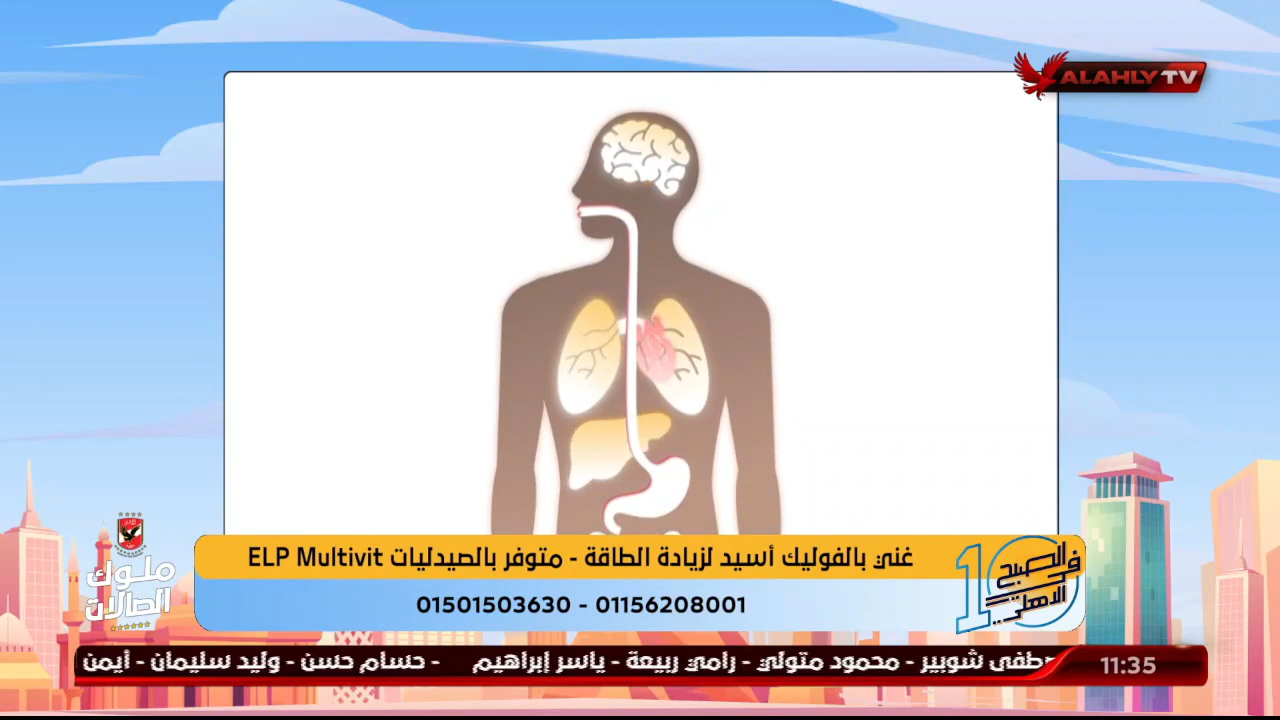 ALAHLY TV
غني بالفوليك أسيد لزيادة الطاقة - متوفر بالصيدليات ELP Multivit
01501503630 - 01156208001
10 الصبح في الاهلي
ملوك
الصالات
طفى شوبير - محمود متولي - رامي ربيعة - ياسر إبراهيم - حسام حسن - وليد سليمان - أيمن
11:35